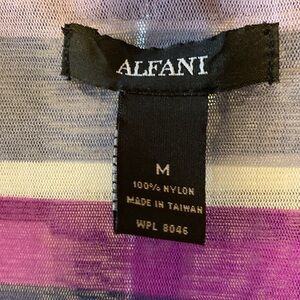 ALFANI
M
100% NYLON
MADE IN TAIWAN
WPL 8046